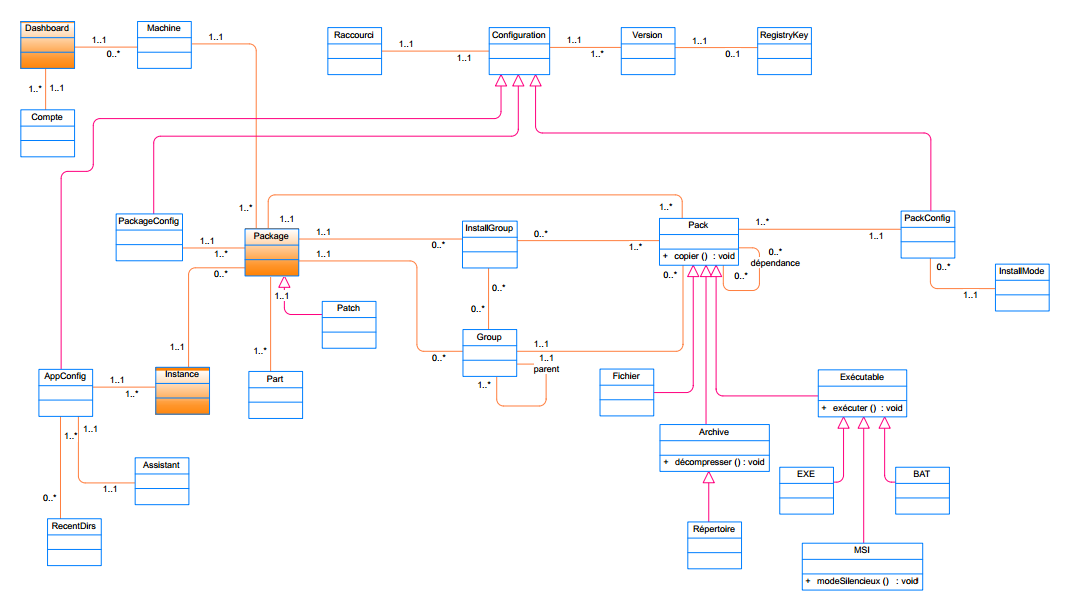 Dashboard
Machine
Raccourci
Configuration
Version
RegistryKey
1..1
0..*
1..1
1..1
1..1
1..1
1..*
1..1
0..1
1..*
1..1
Compte
PackageConfig
1..*
1..1
Package
1..1
1..*
0..*
1..1
1..1
InstallGroup
0..*
0..*
1..*
1..*
Pack
+ copier () : void
1..*
1..1
PackConfig
0..*
dépendance
0..*
0..*
0..*
1..1
InstallMode
1..1
Patch
0..*
0..*
Group
0..*
1..1
1..1
parent
1..*
1..1
1..*
AppConfig
1..1
1..*
Instance
Part
Fichier
Exécutable
+ exécuter () : void
Archive
+ décompresser () : void
1..*
1..1
Assistant
1..1
0..*
RecentDirs
EXE
BAT
Répertoire
MSI
+ modeSilencieux () : void